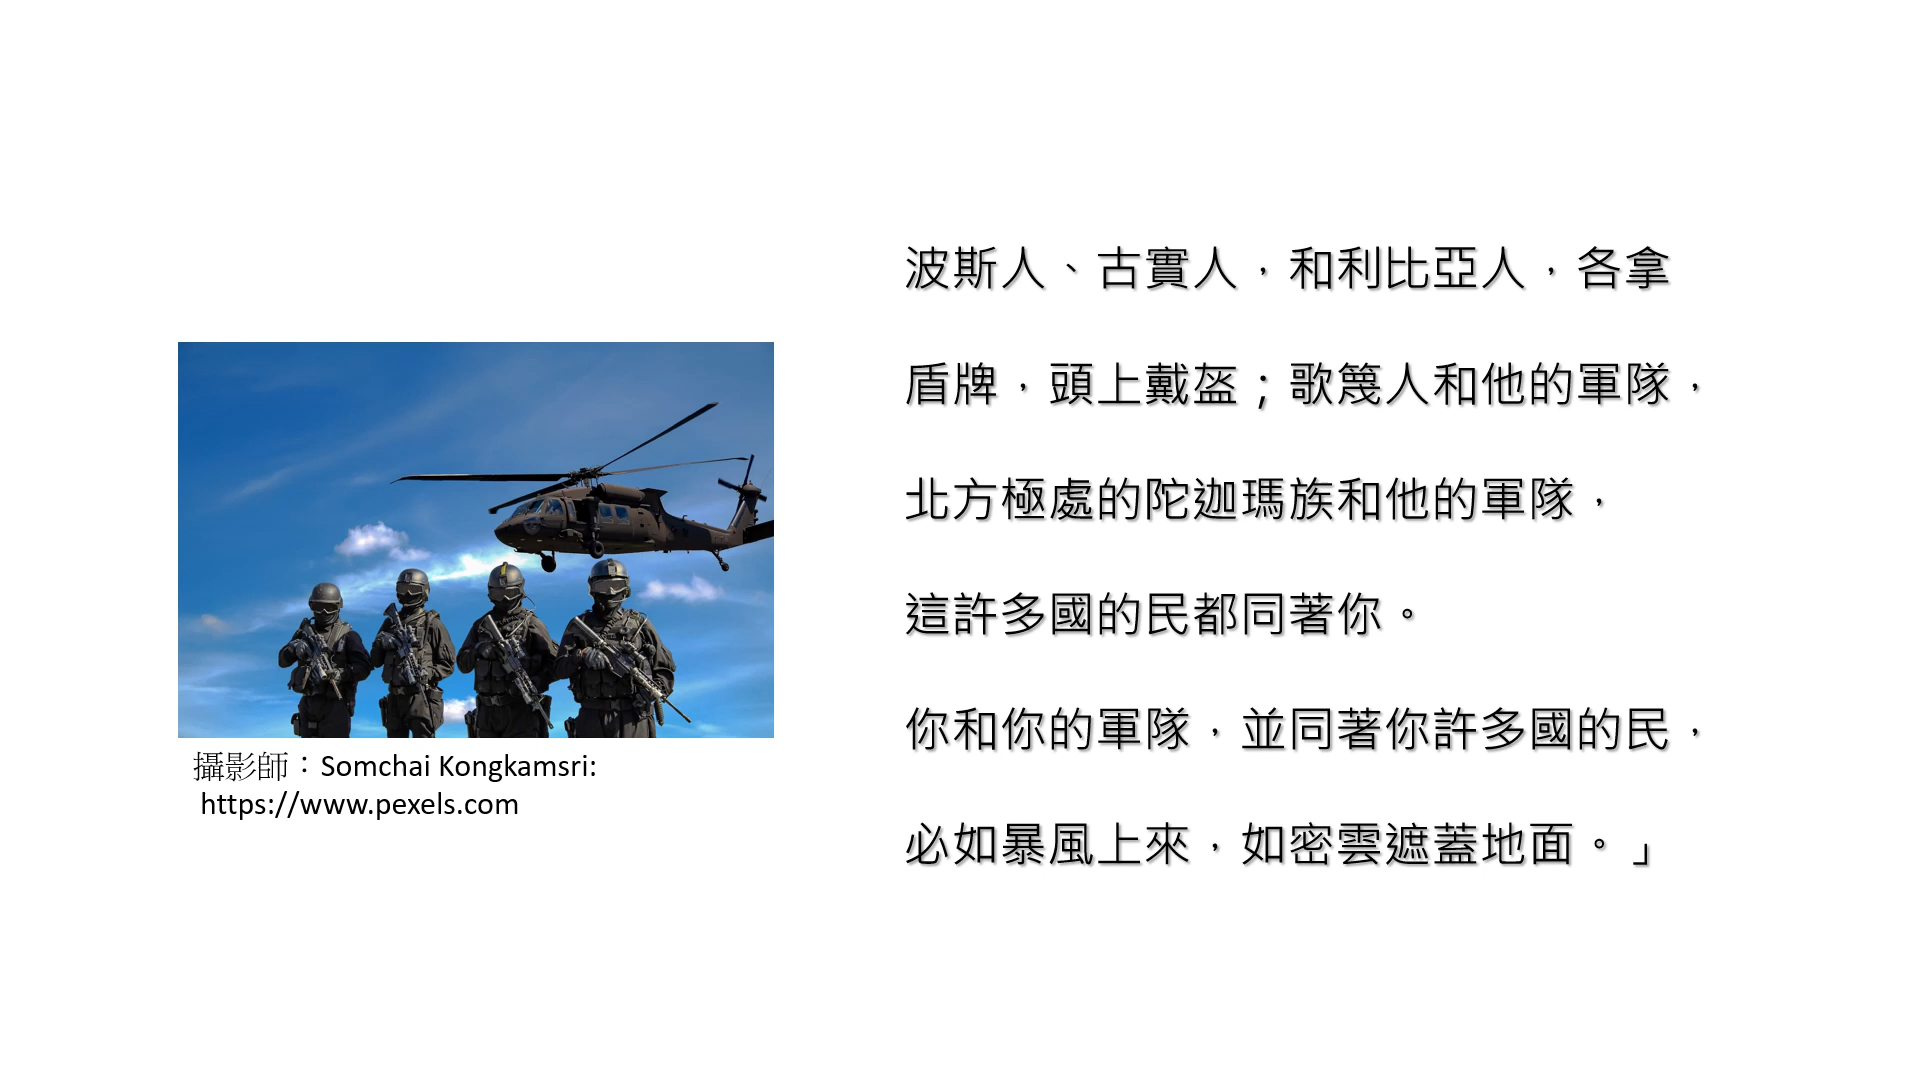 波斯人、古實人，和利比亞人，各拿
盾牌，頭上戴盔；歌篾人和他的軍隊，
北方極處的陀迦瑪族和他的軍隊，
這許多國的民都同著你。
你和你的軍隊，並同著你許多國的民，
必如暴風上來，如密雲遮蓋地面。」
攝影師：Somchai Kongkamsri:
https://www.pexels.com